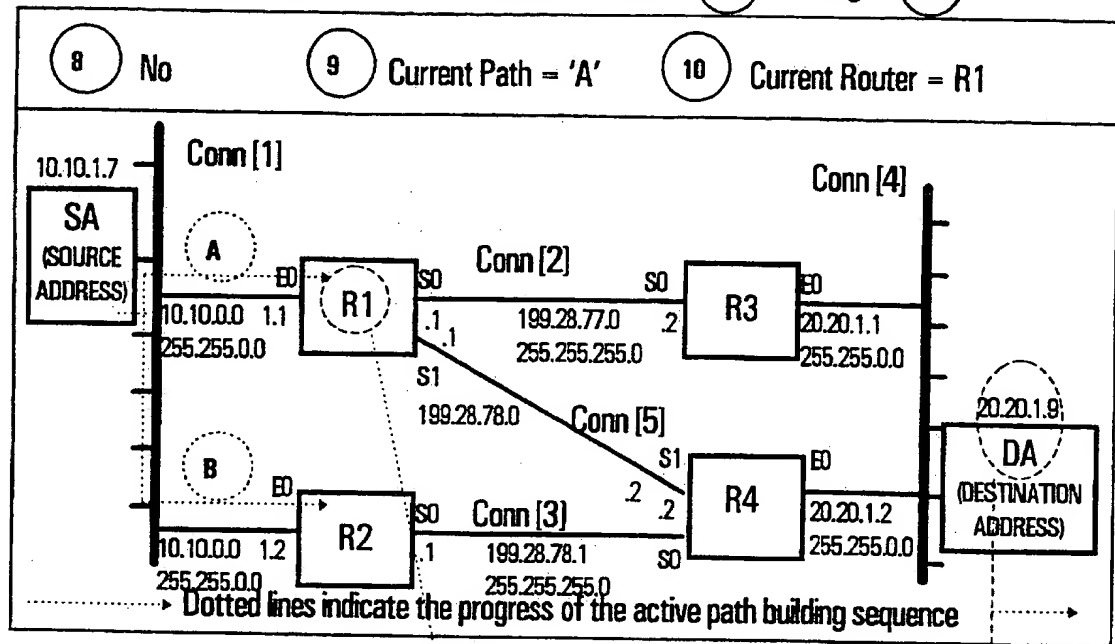 8 No 9 Current Path = 'A' 10 Current Router = R1
Conn [1]
10.10.1.7
Conn [4]
SA
(SOURCE
ADDRESS)
A
E0
R1
S0
Conn [2]
S0
R3
E0
10.10.0.0 1.1
255.255.0.0
.1
.1
199.28.77.0
255.255.255.0
.2
20.20.1.1
255.255.0.0
S1
199.28.78.0
Conn [5]
20.20.1.9
DA
(DESTINATION
ADDRESS)
B
E0
R2
S0
Conn [3]
S1
.2
.2
R4
E0
10.10.0.0 1.2
255.255.0.0
.1
199.28.78.1
255.255.255.0
S0
20.20.1.2
255.255.0.0
Dotted lines indicate the progress of the active path building sequence